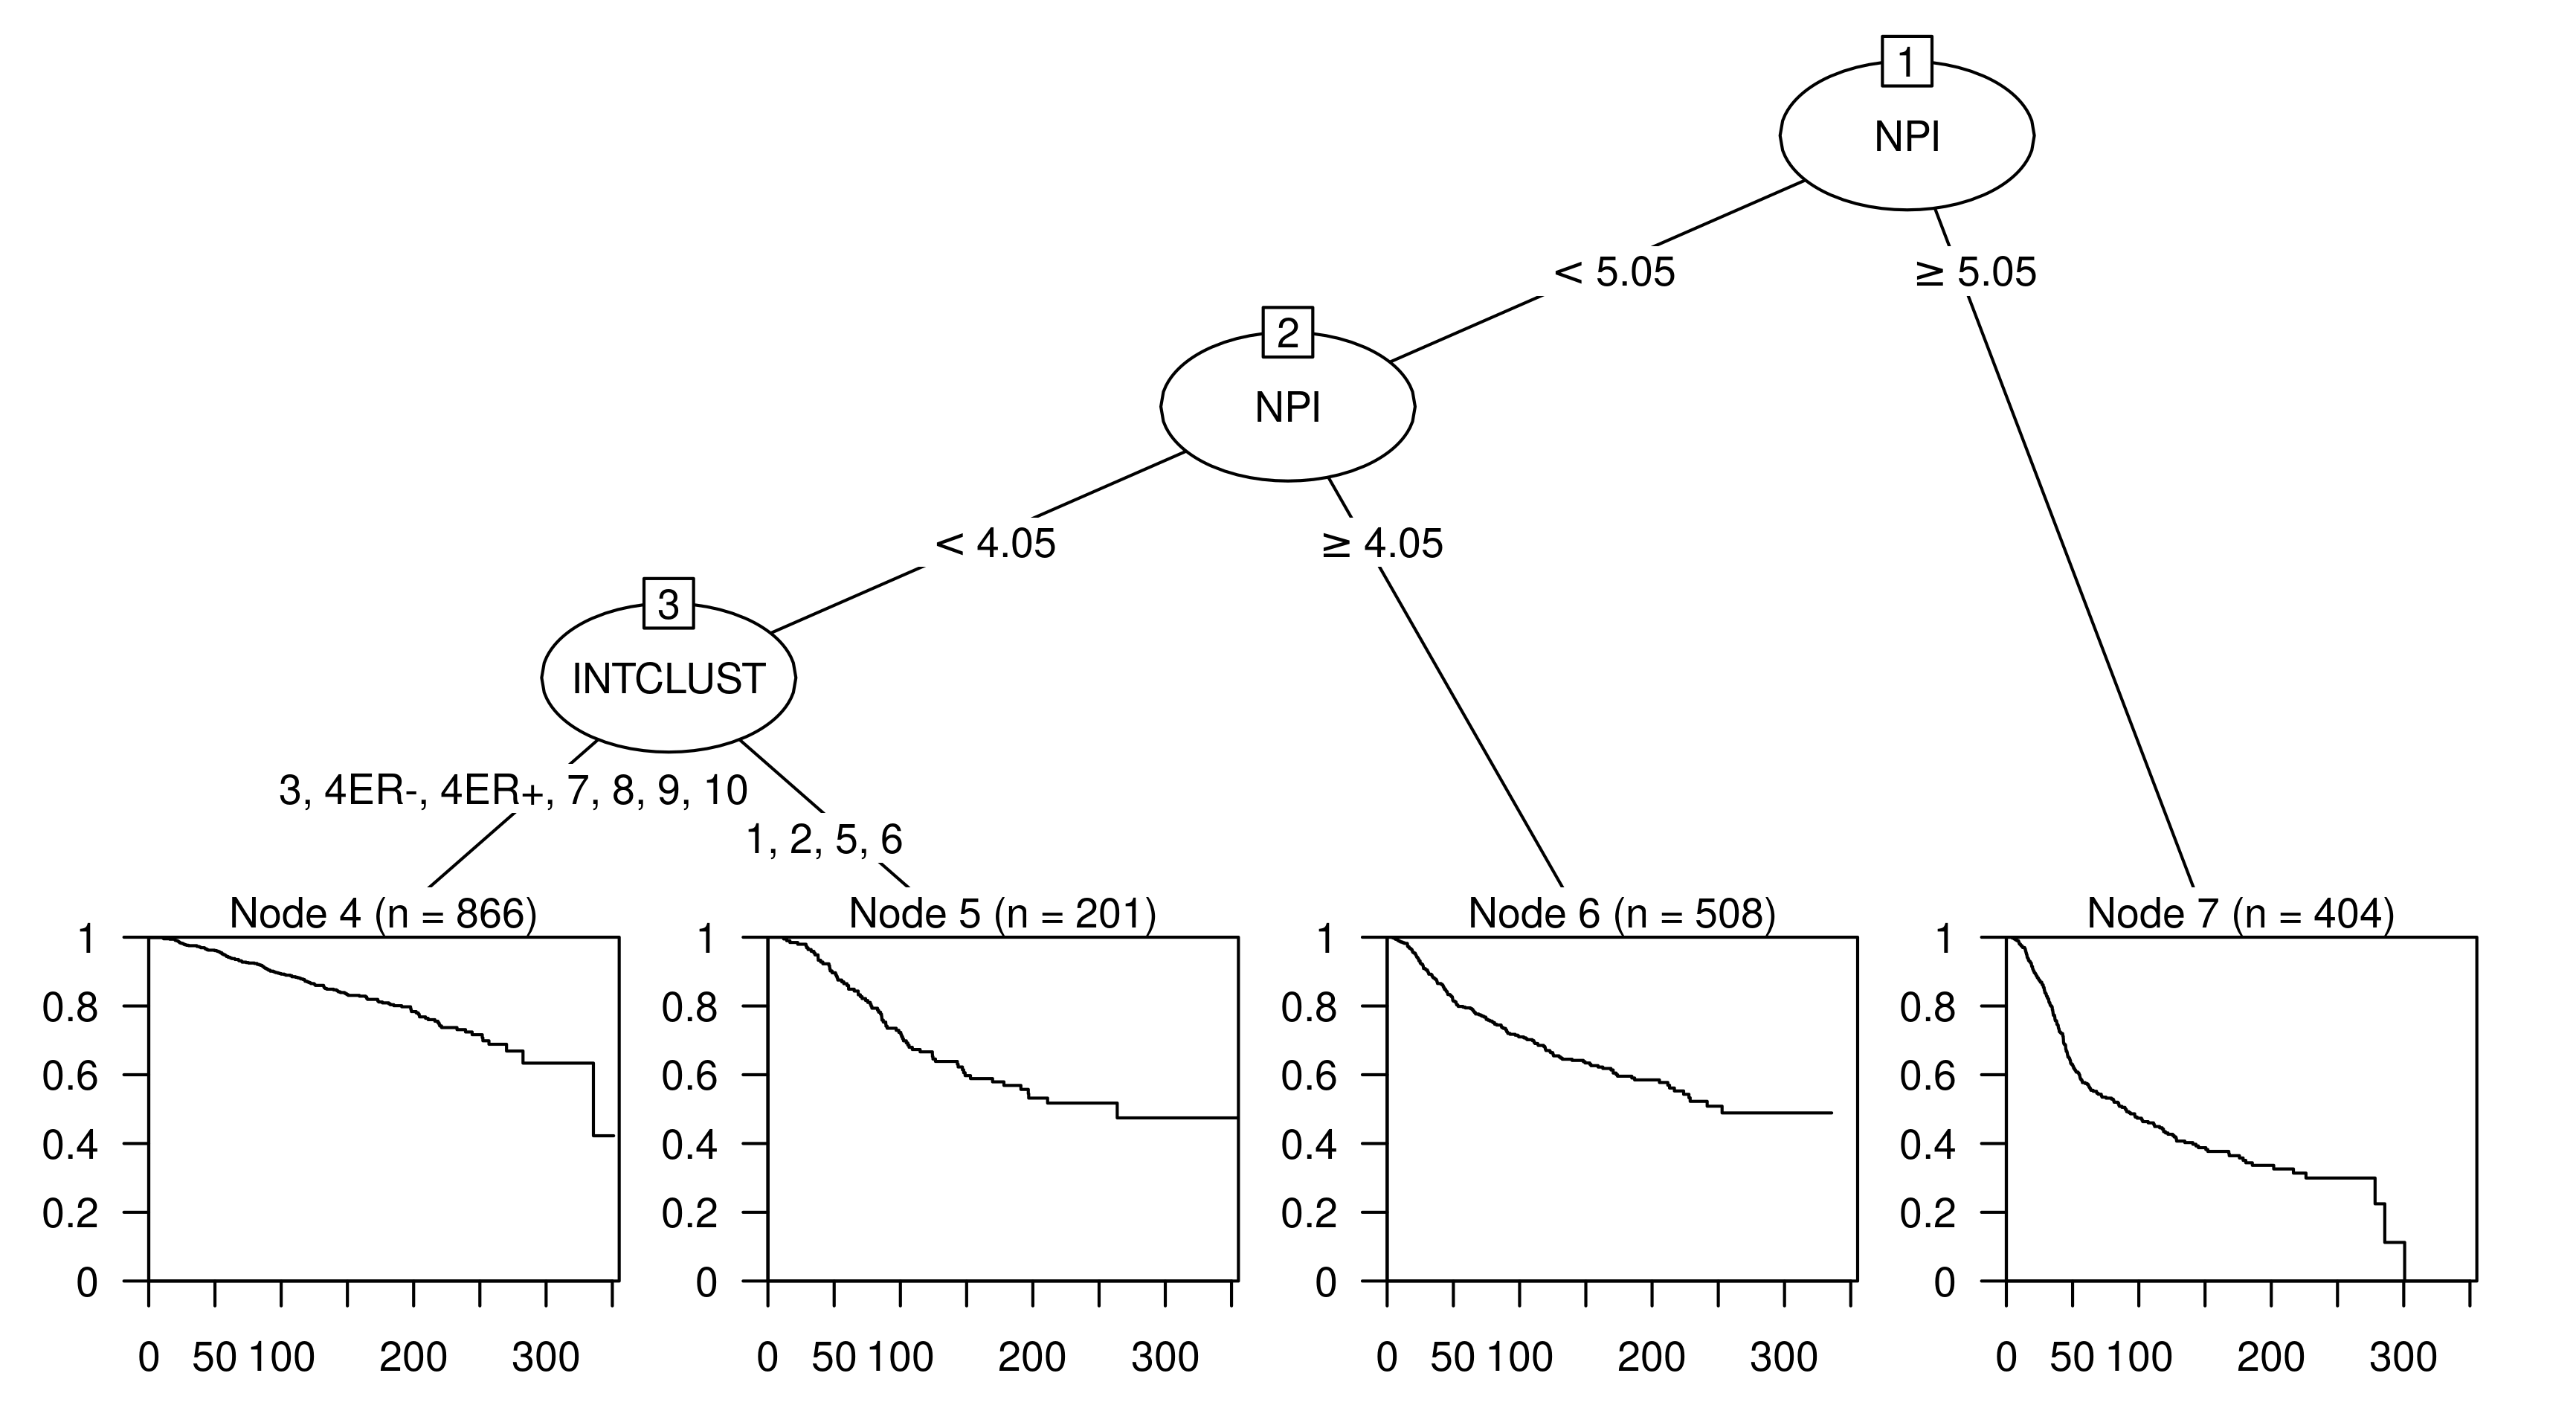 1
NPI
< 5.05
≥ 5.05
2
NPI
< 4.05
≥ 4.05
3
INTCLUST
3, 4ER-, 4ER+, 7, 8, 9, 10
1, 2, 5, 6
Node 4 (n = 866)
1
0.8
0.6
0.4
0.2
0
0 50 100 200 300
Node 5 (n = 201)
1
0.8
0.6
0.4
0.2
0
0 50 100 200 300
Node 6 (n = 508)
1
0.8
0.6
0.4
0.2
0
0 50 100 200 300
Node 7 (n = 404)
1
0.8
0.6
0.4
0.2
0
0 50 100 200 300